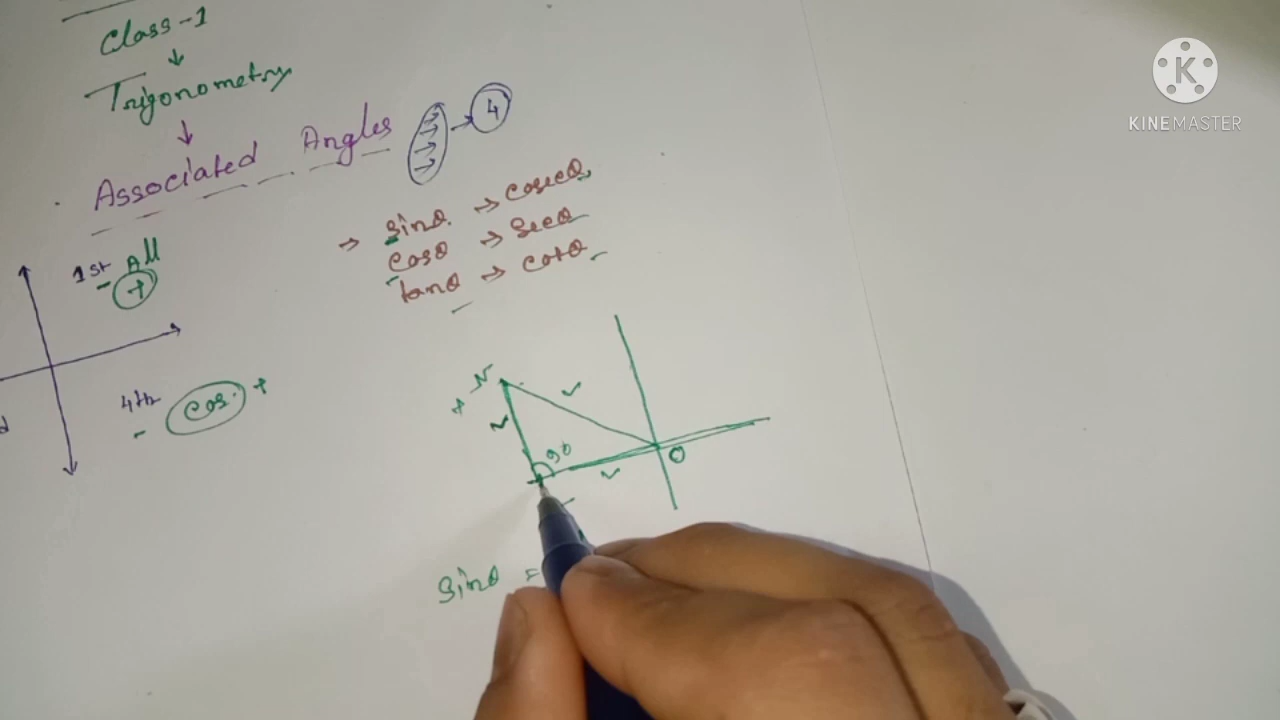 Class-1
↓
Trigonometry
↓
Associated Angles → 4
→ sinθ → cosecθ
cosθ → secθ
tanθ → cotθ
1st All
+
4th cos. +
N
+
90
O
sinθ =
KINEMASTER